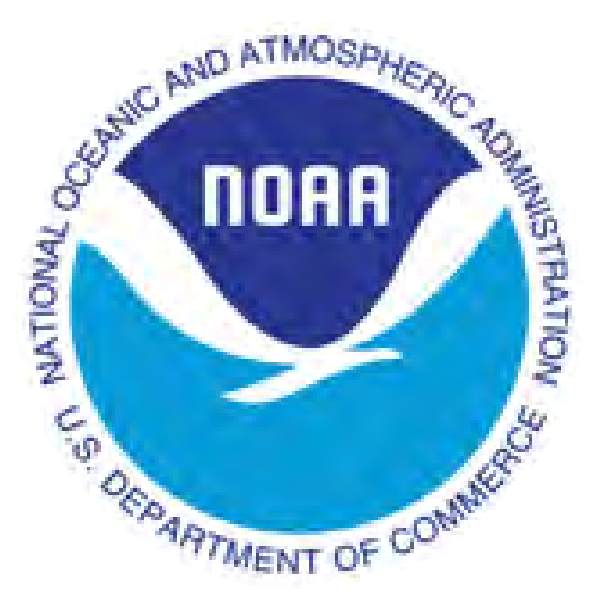 NATIONAL OCEANIC AND ATMOSPHERIC ADMINISTRATION
NOAA
U.S. DEPARTMENT OF COMMERCE